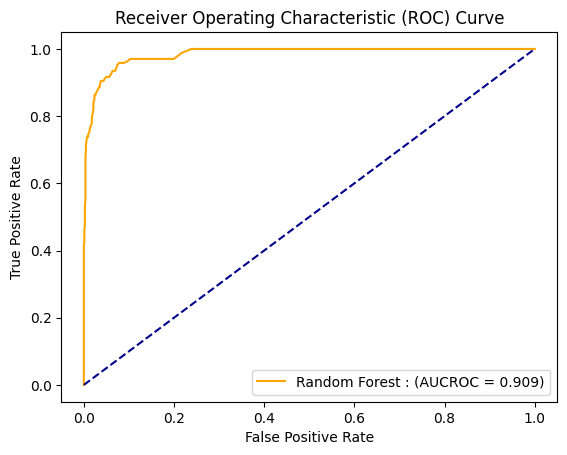 Receiver Operating Characteristic (ROC) Curve
True Positive Rate
1.0
0.8
0.6
0.4
0.2
0.0
Random Forest : (AUCROC = 0.909)
0.0 0.2 0.4 0.6 0.8 1.0
False Positive Rate